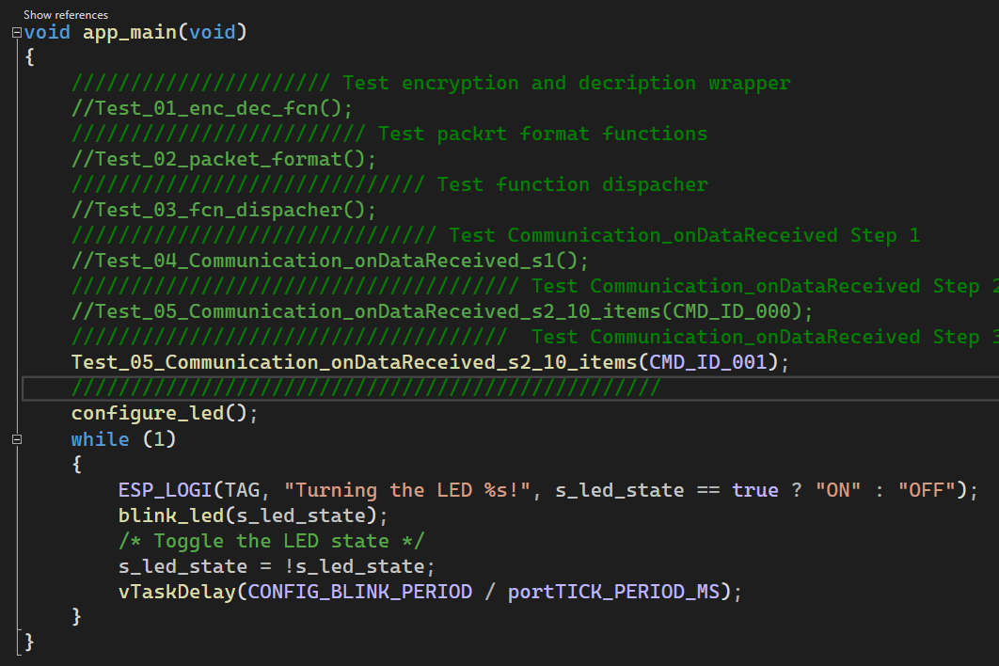 Show references
void app_main(void)
{
////////////////////// Test encryption and decription wrapper
//Test_01_enc_dec_fcn();
///////////////////////// Test packrt format functions
//Test_02_packet_format();
////////////////////////////// Test function dispacher
//Test_03_fcn_dispacher();
/////////////////////////////// Test Communication_onDataReceived Step 1
//Test_04_Communication_onDataReceived_s1();
////////////////////////////////////// Test Communication_onDataReceived Step 2
//Test_05_Communication_onDataReceived_s2_10_items(CMD_ID_000);
/////////////////////////////////////  Test Communication_onDataReceived Step 3
Test_05_Communication_onDataReceived_s2_10_items(CMD_ID_001);
//////////////////////////////////////////////////
configure_led();
while (1)
{
ESP_LOGI(TAG, "Turning the LED %s!", s_led_state == true ? "ON" : "OFF");
blink_led(s_led_state);
/* Toggle the LED state */
s_led_state = !s_led_state;
vTaskDelay(CONFIG_BLINK_PERIOD / portTICK_PERIOD_MS);
}
}